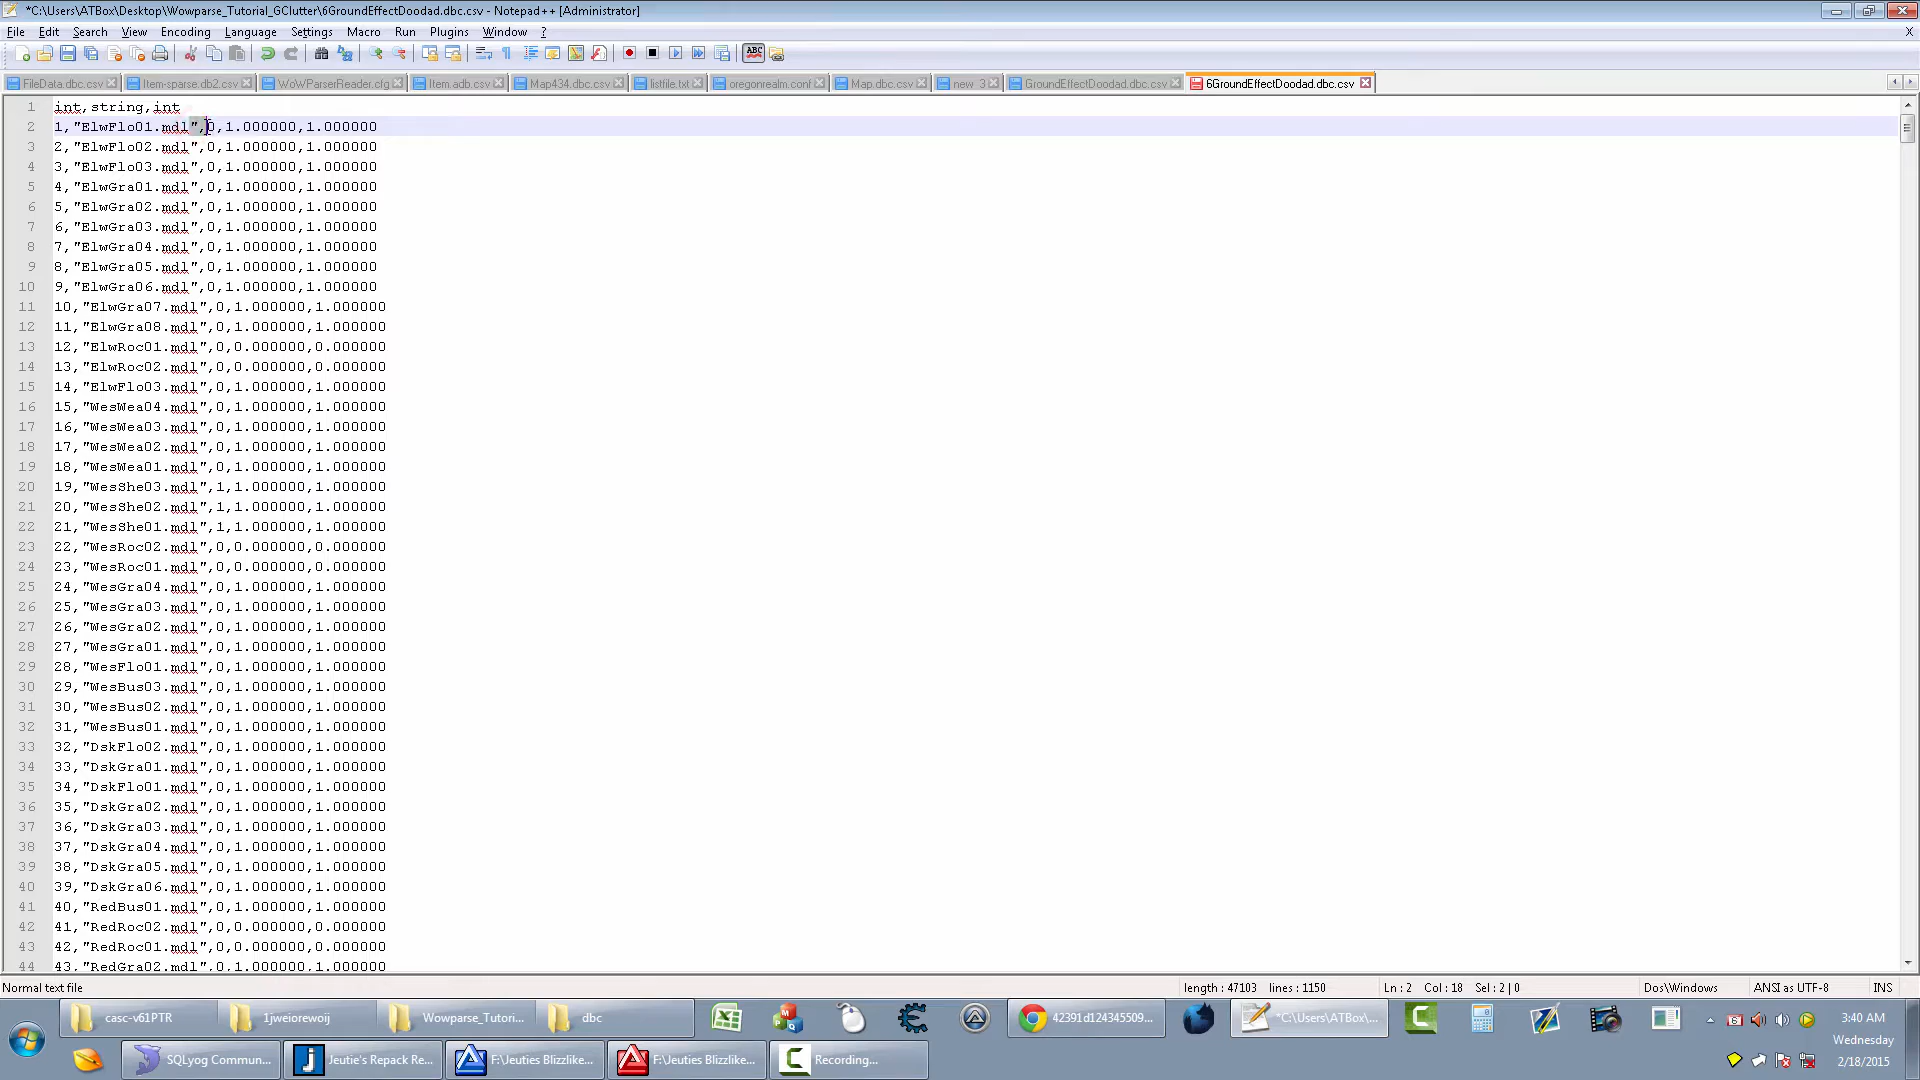 *C:\Users\ATBox\Desktop\Wowparse_Tutorial_GClutter\6GroundEffectDoodad.dbc.csv - Notepad++ [Administrator]
File Edit Search View Encoding Language Settings Macro Run Plugins Window ? X
FileData.dbc.csv Item-sparse.db2.csv WoWParserReader.cfg Item.adb.csv Map434.dbc.csv listfile.txt oregonrealm.conf Map.dbc.csv new 3 GroundEffectDoodad.dbc.csv 6GroundEffectDoodad.dbc.csv
1 int,string,int
2 1,"ElwFlo01.mdl",0,1.000000,1.000000
3 2,"ElwFlo02.mdl",0,1.000000,1.000000
4 3,"ElwFlo03.mdl",0,1.000000,1.000000
5 4,"ElwGra01.mdl",0,1.000000,1.000000
6 5,"ElwGra02.mdl",0,1.000000,1.000000
7 6,"ElwGra03.mdl",0,1.000000,1.000000
8 7,"ElwGra04.mdl",0,1.000000,1.000000
9 8,"ElwGra05.mdl",0,1.000000,1.000000
10 9,"ElwGra06.mdl",0,1.000000,1.000000
11 10,"ElwGra07.mdl",0,1.000000,1.000000
12 11,"ElwGra08.mdl",0,1.000000,1.000000
13 12,"ElwRoc01.mdl",0,0.000000,0.000000
14 13,"ElwRoc02.mdl",0,0.000000,0.000000
15 14,"ElwFlo03.mdl",0,1.000000,1.000000
16 15,"WesWea04.mdl",0,1.000000,1.000000
17 16,"WesWea03.mdl",0,1.000000,1.000000
18 17,"WesWea02.mdl",0,1.000000,1.000000
19 18,"WesWea01.mdl",0,1.000000,1.000000
20 19,"WesShe03.mdl",1,1.000000,1.000000
21 20,"WesShe02.mdl",1,1.000000,1.000000
22 21,"WesShe01.mdl",1,1.000000,1.000000
23 22,"WesRoc02.mdl",0,0.000000,0.000000
24 23,"WesRoc01.mdl",0,0.000000,0.000000
25 24,"WesGra04.mdl",0,1.000000,1.000000
26 25,"WesGra03.mdl",0,1.000000,1.000000
27 26,"WesGra02.mdl",0,1.000000,1.000000
28 27,"WesGra01.mdl",0,1.000000,1.000000
29 28,"WesFlo01.mdl",0,1.000000,1.000000
30 29,"WesBus03.mdl",0,1.000000,1.000000
31 30,"WesBus02.mdl",0,1.000000,1.000000
32 31,"WesBus01.mdl",0,1.000000,1.000000
33 32,"DskFlo02.mdl",0,1.000000,1.000000
34 33,"DskGra01.mdl",0,1.000000,1.000000
35 34,"DskFlo01.mdl",0,1.000000,1.000000
36 35,"DskGra02.mdl",0,1.000000,1.000000
37 36,"DskGra03.mdl",0,1.000000,1.000000
38 37,"DskGra04.mdl",0,1.000000,1.000000
39 38,"DskGra05.mdl",0,1.000000,1.000000
40 39,"DskGra06.mdl",0,1.000000,1.000000
41 40,"RedBus01.mdl",0,1.000000,1.000000
42 41,"RedRoc02.mdl",0,0.000000,0.000000
43 42,"RedRoc01.mdl",0,0.000000,0.000000
44 43,"RedGra02.mdl",0,1.000000,1.000000
Normal text file length : 47103 lines : 1150 Ln : 2 Col : 18 Sel : 2 | 0 Dos\Windows ANSI as UTF-8 INS
casc-v61PTR 1jweiorewoij Wowparse_Tutori... dbc 42391d124345509... *C:\Users\ATBox\... 3:40 AM
Wednesday
SQLyog Commun... Jeutie's Repack Re... F:\Jeuties Blizzlike... F:\Jeuties Blizzlike... Recording... 2/18/2015